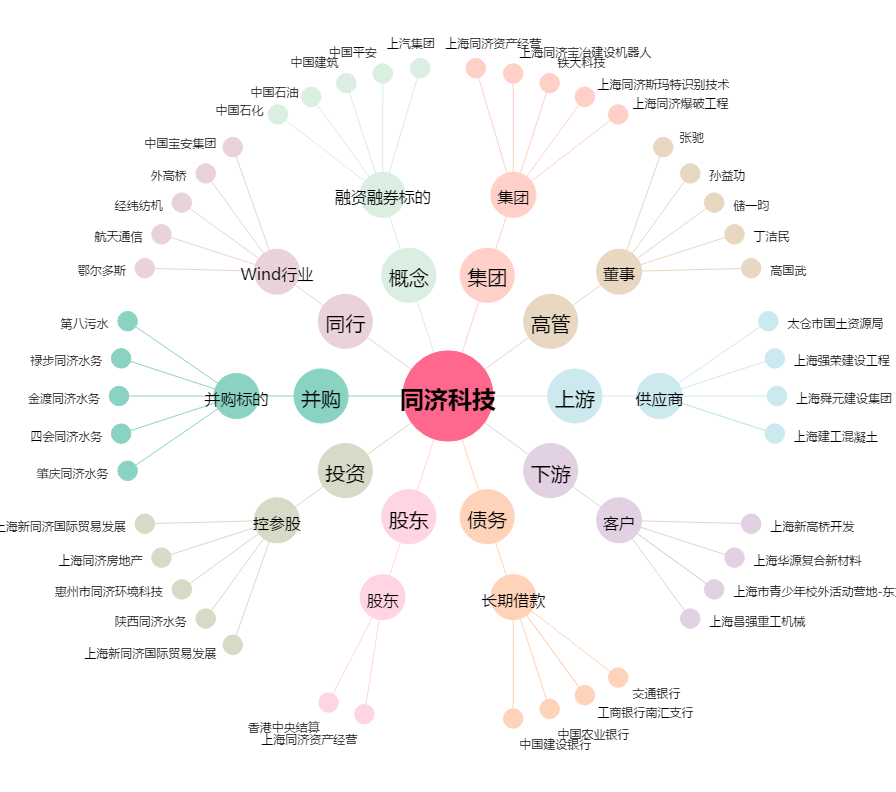 上汽集团
中国平安
中国建筑
中国石油
中国石化
融资融券标的
概念
上海同济资产经营
上海同济宝冶建设机器人
铁大科技
上海同济斯玛特识别技术
上海同济爆破工程
集团
集团
张驰
孙益功
储一昀
丁洁民
高国武
董事
高管
中国宝安集团
外高桥
经纬纺机
航天通信
鄂尔多斯
Wind行业
同行
第八污水
禄步同济水务
金渡同济水务
四会同济水务
肇庆同济水务
并购标的
并购
同济科技
上游
供应商
太仓市国土资源局
上海强荣建设工程
上海舜元建设集团
上海建工混凝土
投资
控参股
上海新同济国际贸易发展
上海同济房地产
惠州市同济环境科技
陕西同济水务
上海新同济国际贸易发展
股东
股东
香港中央结算
上海同济资产经营
债务
长期借款
交通银行
工商银行南汇支行
中国农业银行
中国建设银行
下游
客户
上海新高桥开发
上海华源复合新材料
上海市青少年校外活动营地-东
上海昌强重工机械